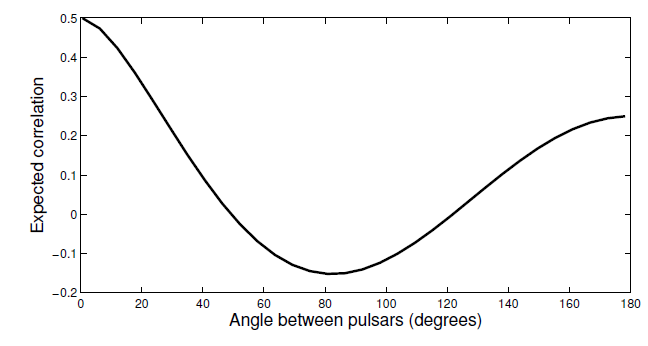 0.5
0.4
0.3
0.2
0.1
0
−0.1
−0.2
Expected correlation
0 20 40 60 80 100 120 140 160 180
Angle between pulsars (degrees)